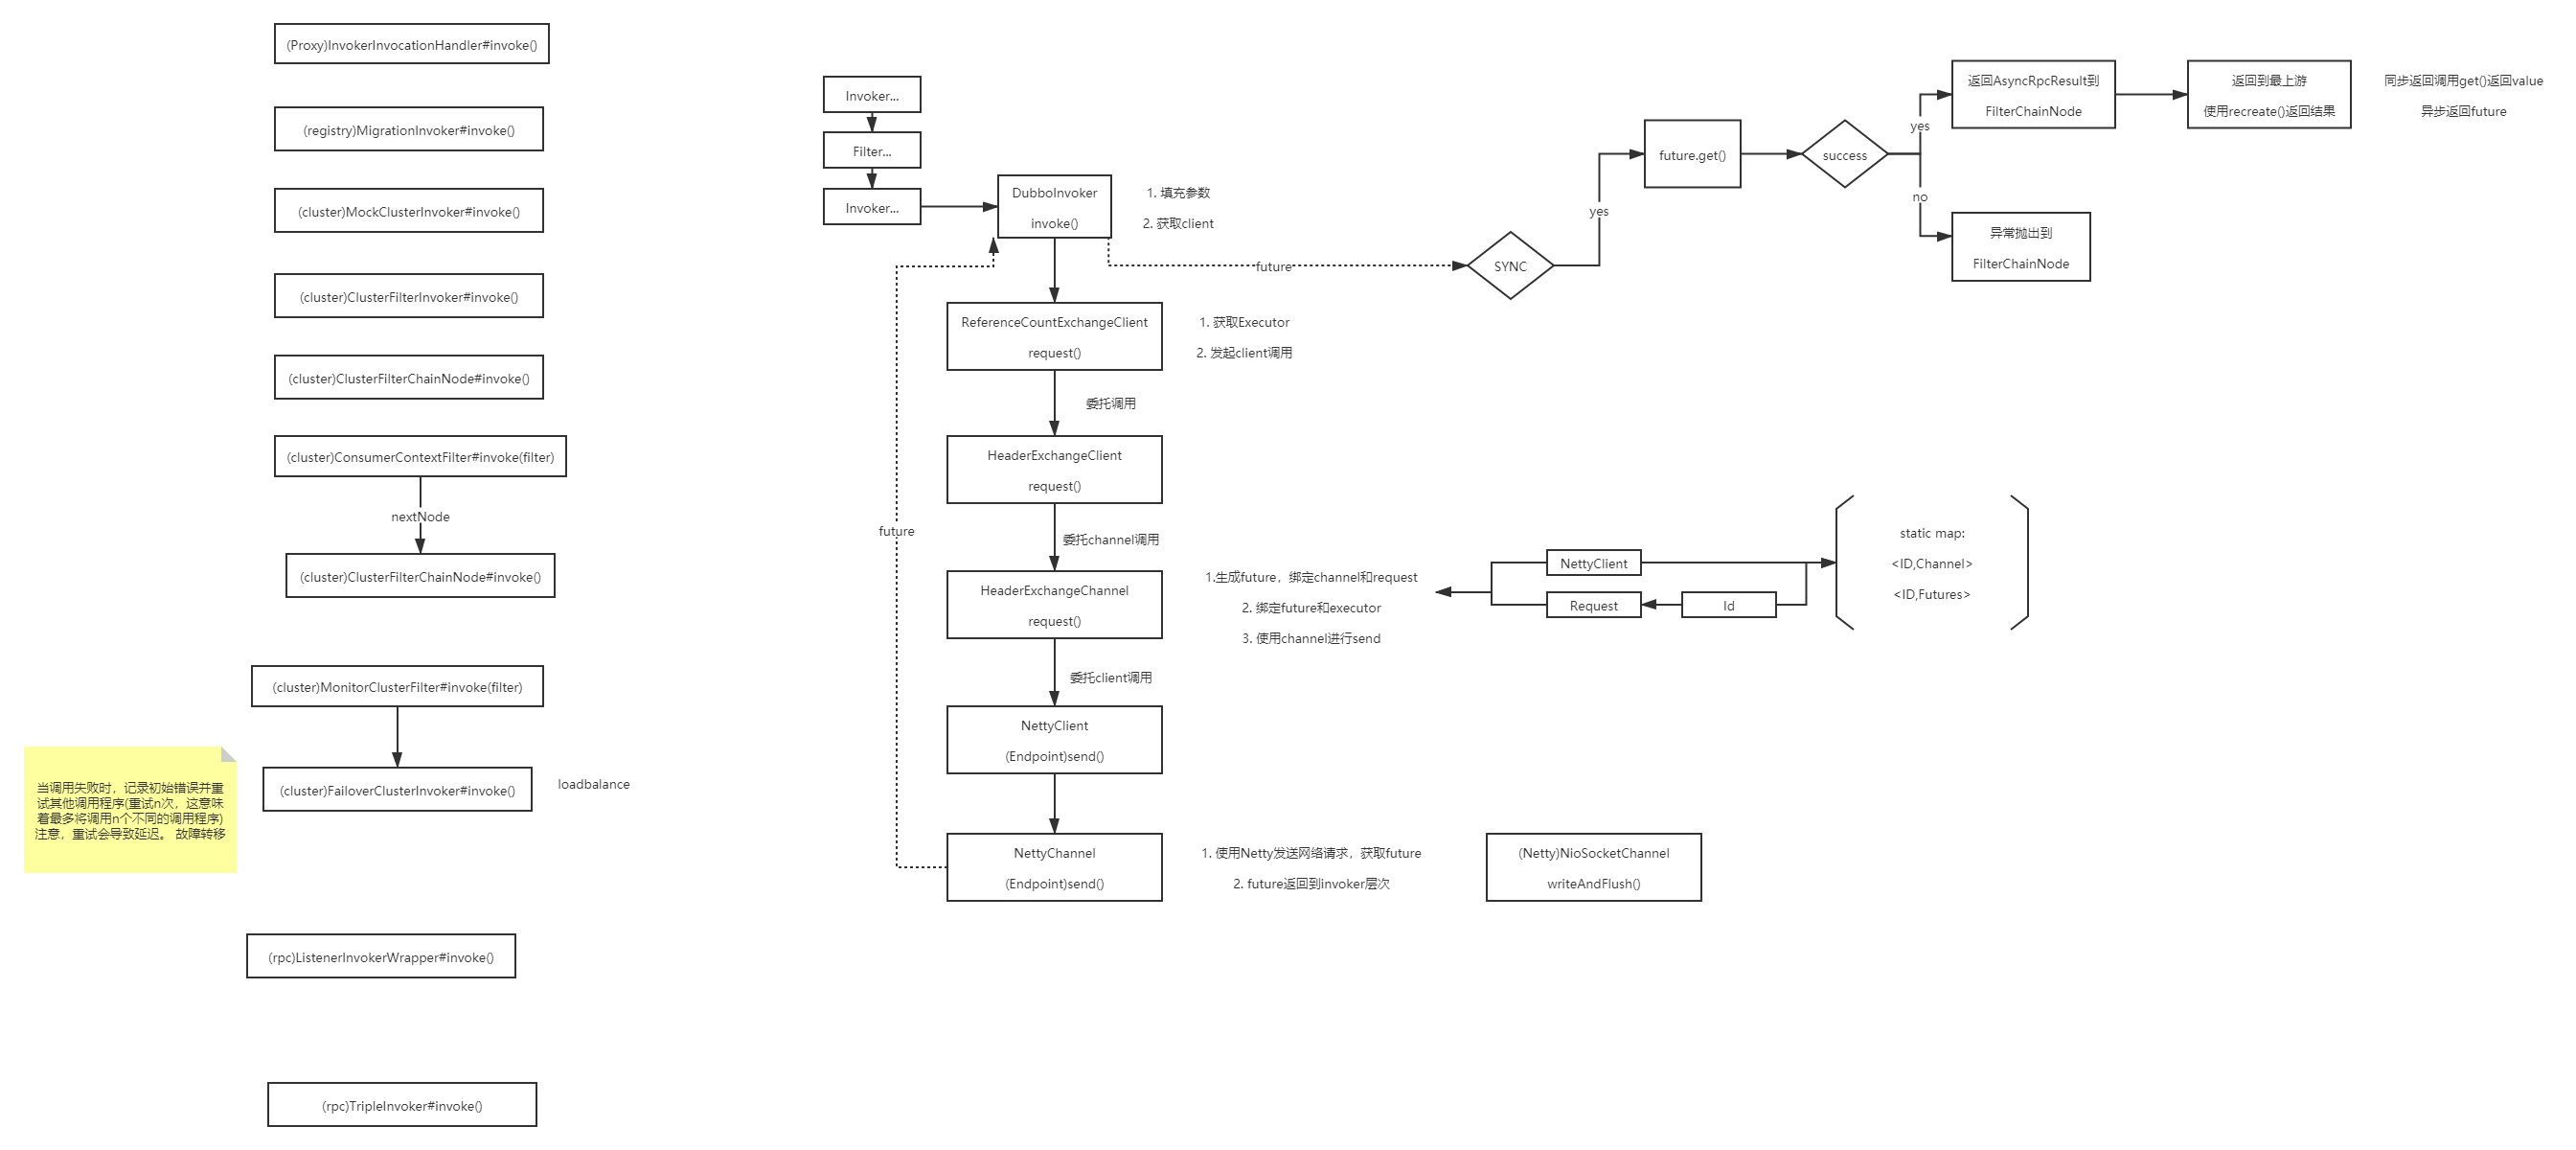 (Proxy)InvokerInvocationHandler#invoke()
(registry)MigrationInvoker#invoke()
(cluster)MockClusterInvoker#invoke()
(cluster)ClusterFilterInvoker#invoke()
(cluster)ClusterFilterChainNode#invoke()
(cluster)ConsumerContextFilter#invoke(filter)
nextNode
(cluster)ClusterFilterChainNode#invoke()
(cluster)MonitorClusterFilter#invoke(filter)
(cluster)FailoverClusterInvoker#invoke()
loadbalance
当调用失败时，记录初始错误并重
试其他调用程序(重试n次，这意味
着最多将调用n个不同的调用程序)
注意，重试会导致延迟。 故障转移
(rpc)ListenerInvokerWrapper#invoke()
(rpc)TripleInvoker#invoke()
Invoker...
Filter...
Invoker...
DubboInvoker
invoke()
1. 填充参数
2. 获取client
future
ReferenceCountExchangeClient
request()
1. 获取Executor
2. 发起client调用
委托调用
HeaderExchangeClient
request()
委托channel调用
future
HeaderExchangeChannel
request()
1.生成future，绑定channel和request
2. 绑定future和executor
3. 使用channel进行send
委托client调用
NettyClient
(Endpoint)send()
NettyChannel
(Endpoint)send()
1. 使用Netty发送网络请求，获取future
2. future返回到invoker层次
(Netty)NioSocketChannel
writeAndFlush()
NettyClient
Request
Id
static map:
<ID,Channel>
<ID,Futures>
SYNC
yes
future.get()
success
yes
no
返回AsyncRpcResult到
FilterChainNode
异常抛出到
FilterChainNode
返回到最上游
使用recreate()返回结果
同步返回调用get()返回value
异步返回future